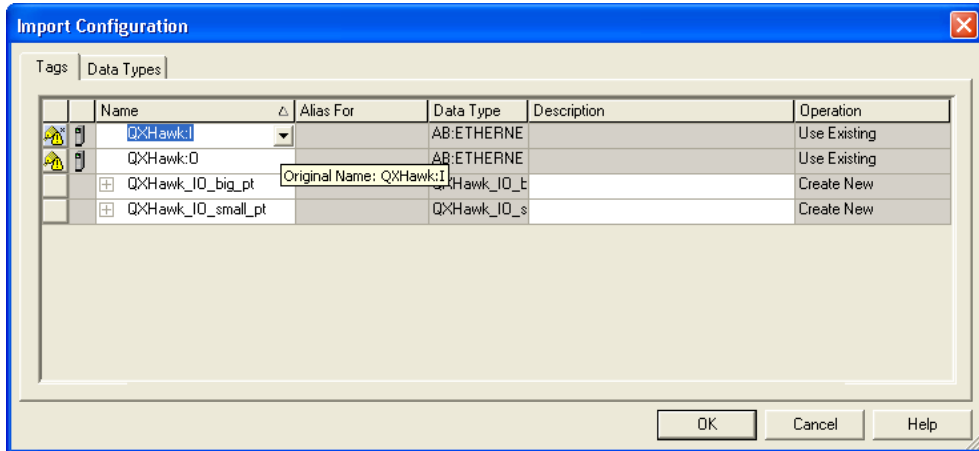 Import Configuration
Tags Data Types
Name Alias For Data Type Description Operation
QXHawk:I AB:ETHERNE Use Existing
QXHawk:O AB:ETHERNE Use Existing
Original Name: QXHawk:I
QXHawk_IO_big_pt QXHawk_IO_b Create New
QXHawk_IO_small_pt QXHawk_IO_s Create New
OK Cancel Help